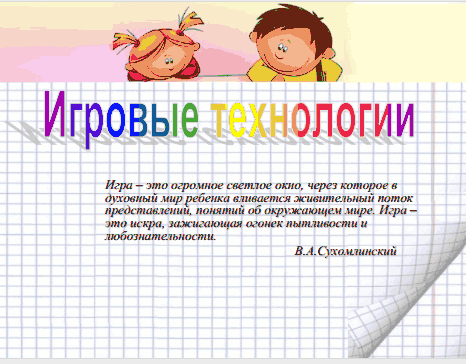 Игровые технологии
Игра – это огромное светлое окно, через которое в
духовный мир ребенка вливается живительный поток
представлений, понятий об окружающем мире. Игра –
это искра, зажигающая огонек пытливости и
любознательности.
В.А.Сухомлинский